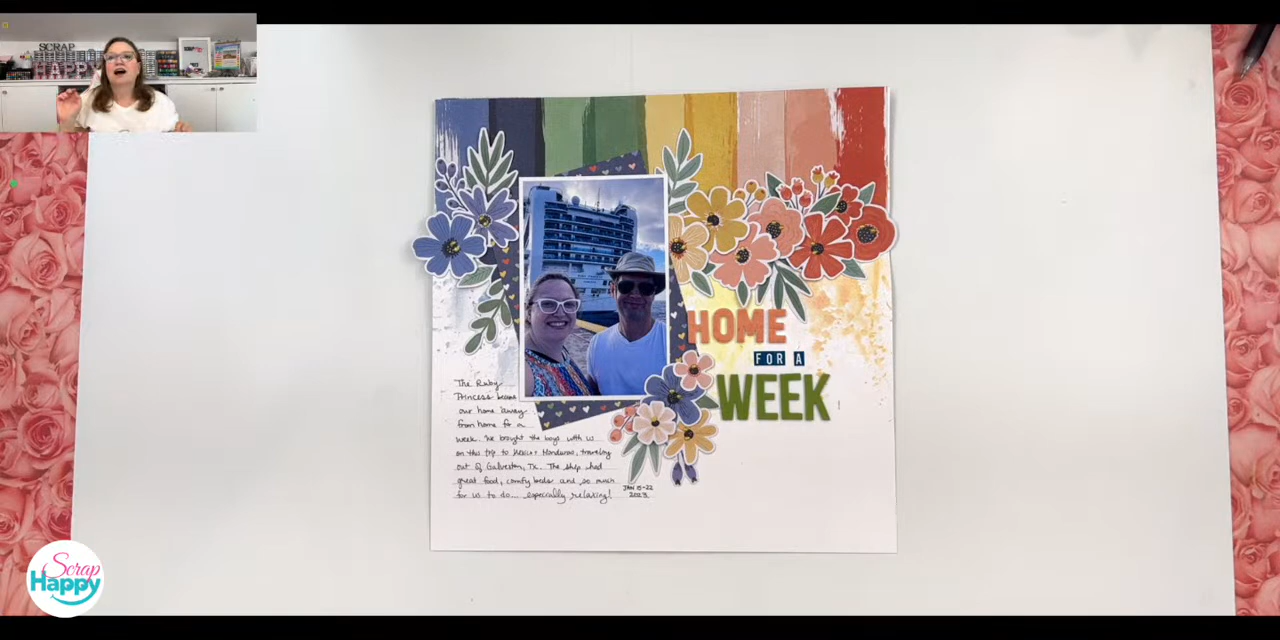 SCRAP
HAPPY
HOME
FOR A
WEEK
The Ruby
Princess became
our home away
from home for a
week. We brought the boys with us
on this trip to Mexico & Honduras, traveling
out of Galveston, TX. The ship had
great food, comfy beds and so much
for us to do... especially relaxing!
JAN 15-22
2023
Scrap
Happy